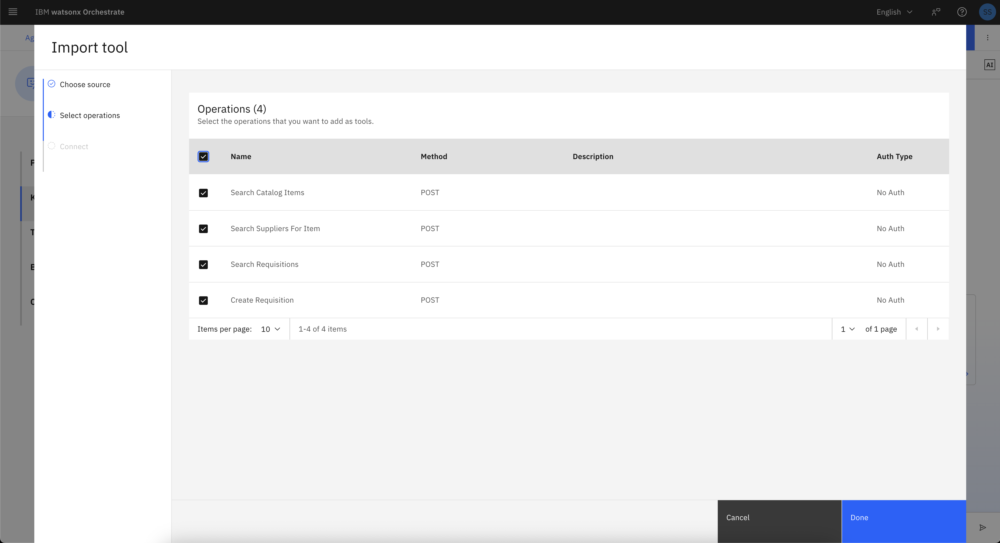 IBM watsonx Orchestrate
English
SS
Ag
Import tool
AI
Choose source
Select operations
Connect
Operations (4)
Select the operations that you want to add as tools.
Name Method Description Auth Type
Search Catalog Items POST No Auth
Search Suppliers For Item POST No Auth
Search Requisitions POST No Auth
Create Requisition POST No Auth
Items per page: 10 1-4 of 4 items 1 of 1 page
Cancel Done